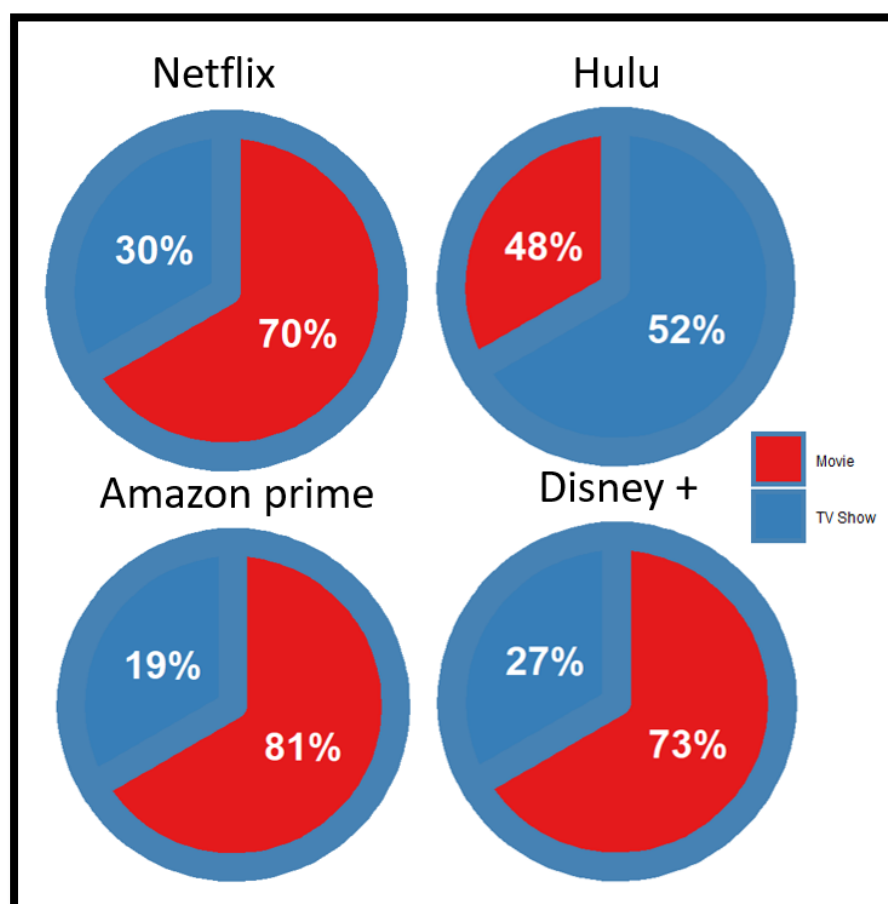 Netflix
Hulu
30%
70%
48%
52%
Movie
TV Show
Amazon prime
Disney +
19%
81%
27%
73%